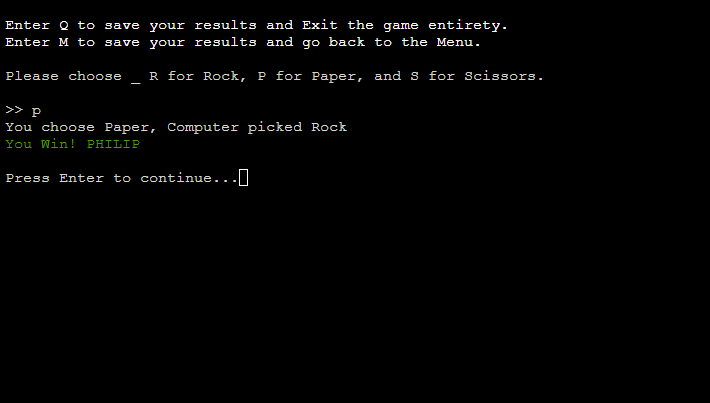 Enter Q to save your results and Exit the game entirety.
Enter M to save your results and go back to the Menu.
Please choose _ R for Rock, P for Paper, and S for Scissors.
>> p
You choose Paper, Computer picked Rock
You Win! PHILIP
Press Enter to continue...